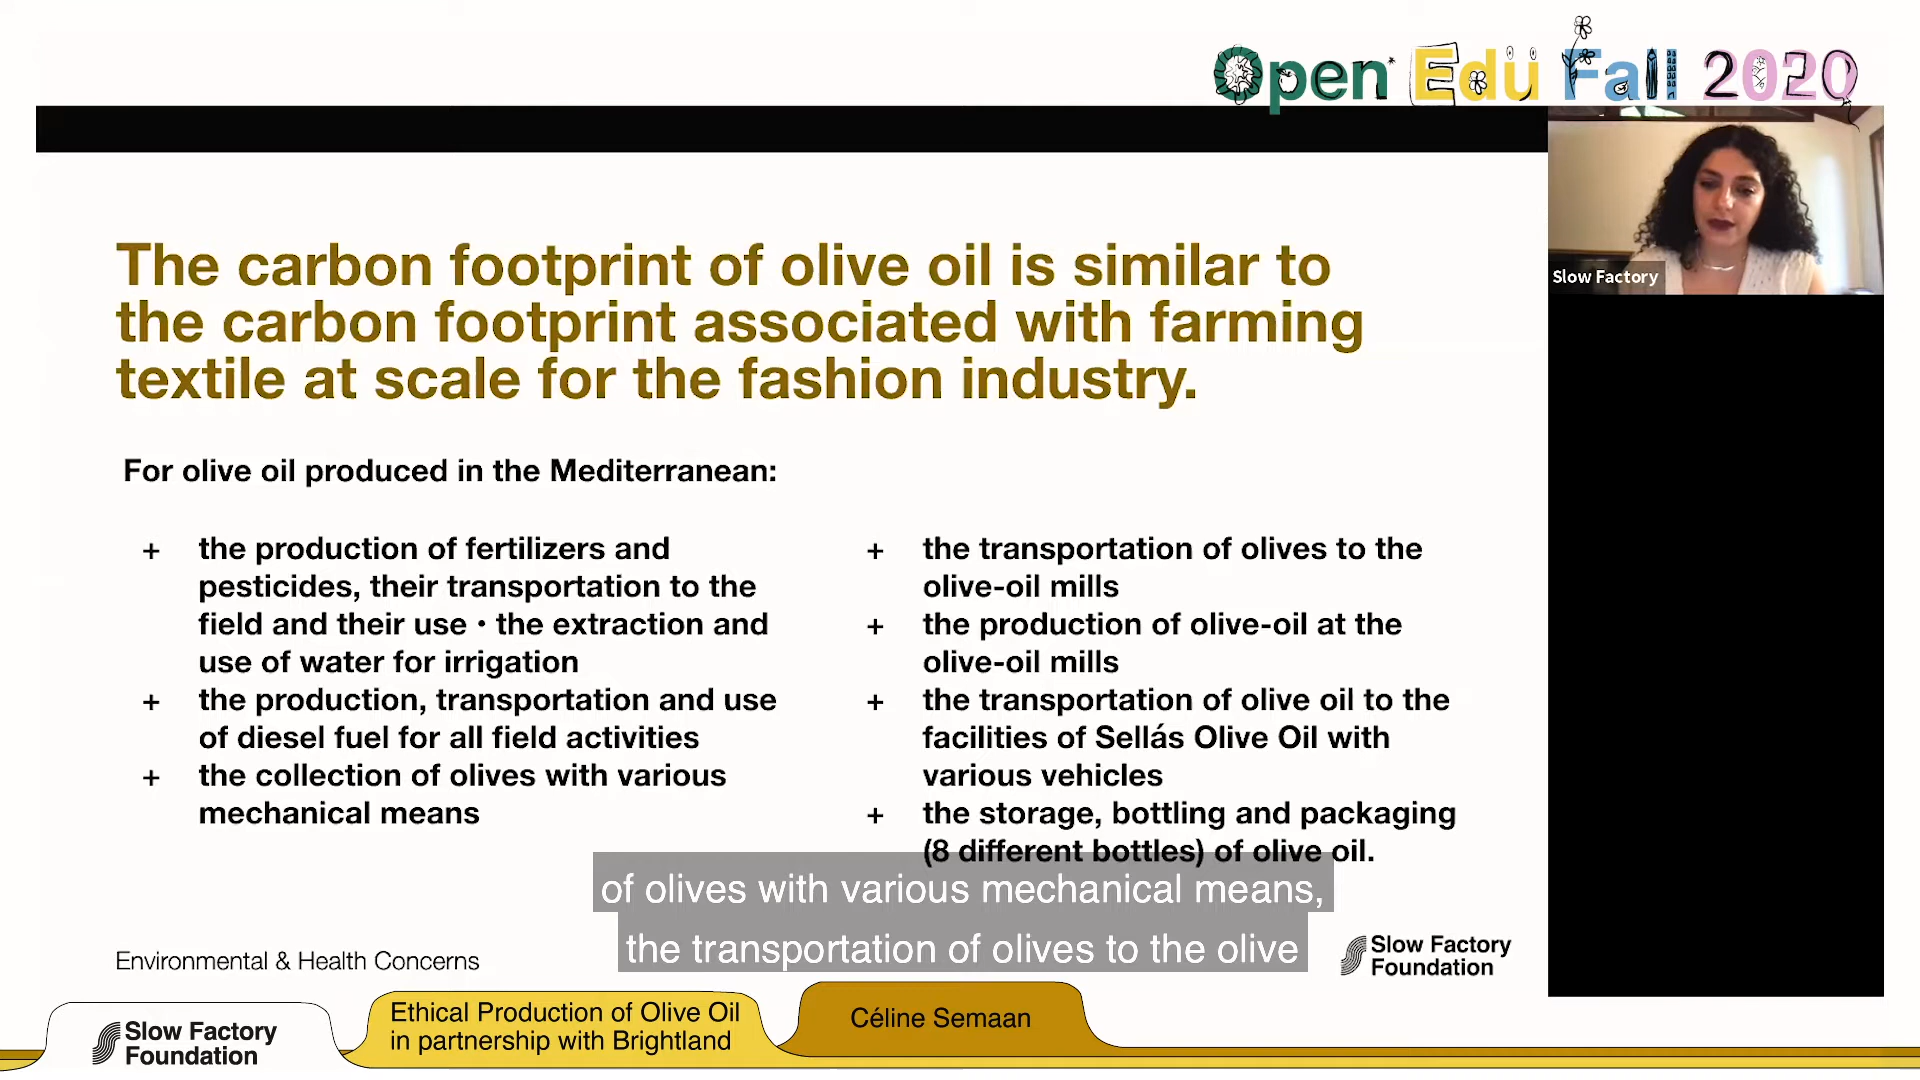 Open Edu Fall 2020
Slow Factory
The carbon footprint of olive oil is similar to
the carbon footprint associated with farming
textile at scale for the fashion industry.
For olive oil produced in the Mediterranean:
+ the production of fertilizers and
pesticides, their transportation to the
field and their use • the extraction and
use of water for irrigation
+ the production, transportation and use
of diesel fuel for all field activities
+ the collection of olives with various
mechanical means
+ the transportation of olives to the
olive-oil mills
+ the production of olive-oil at the
olive-oil mills
+ the transportation of olive oil to the
facilities of Sellás Olive Oil with
various vehicles
+ the storage, bottling and packaging
(8 different bottles) of olive oil.
of olives with various mechanical means,
the transportation of olives to the olive
Environmental & Health Concerns
Slow Factory
Foundation
Slow Factory
Foundation
Ethical Production of Olive Oil
in partnership with Brightland
Céline Semaan